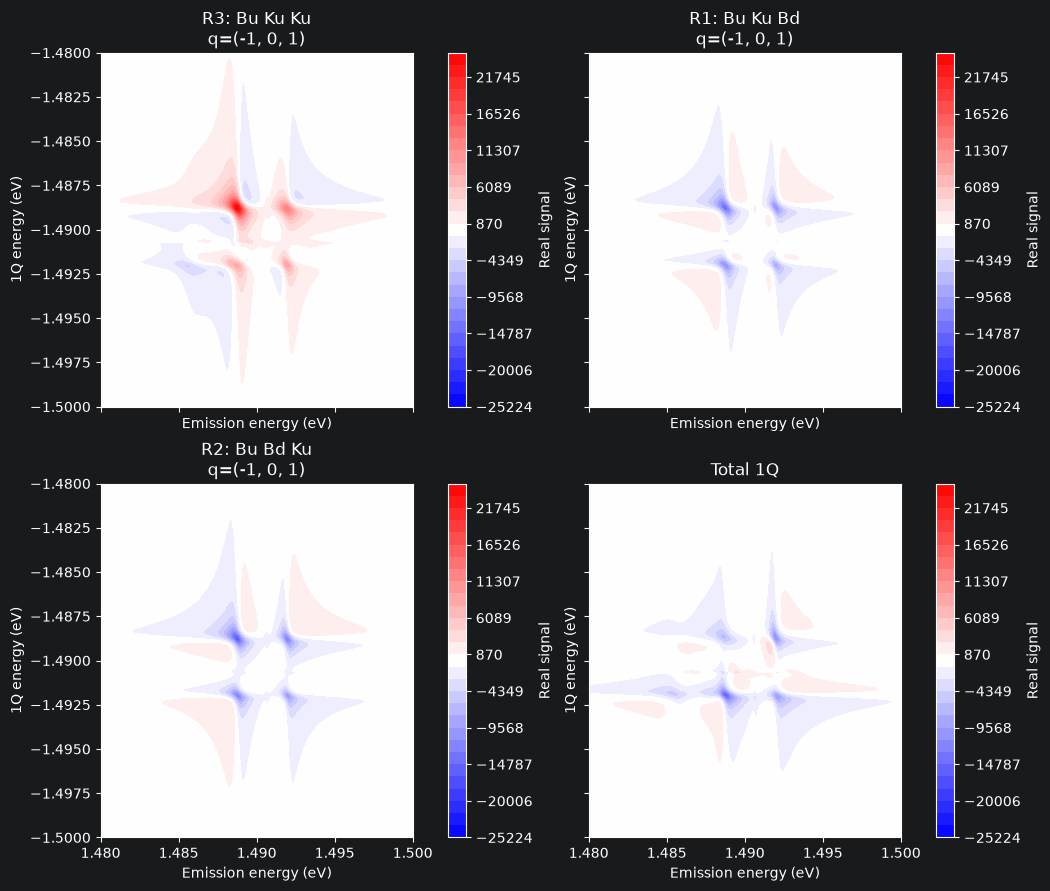 R3: Bu Ku Ku
q=(-1, 0, 1)
−1.4800
−1.4825
−1.4850
−1.4875
−1.4900
−1.4925
−1.4950
−1.4975
−1.5000
1Q energy (eV)
Emission energy (eV)
21745
16526
11307
6089
870
−4349
−9568
−14787
−20006
−25224
Real signal
R1: Bu Ku Bd
q=(-1, 0, 1)
1Q energy (eV)
Emission energy (eV)
21745
16526
11307
6089
870
−4349
−9568
−14787
−20006
−25224
Real signal
R2: Bu Bd Ku
q=(-1, 0, 1)
−1.4800
−1.4825
−1.4850
−1.4875
−1.4900
−1.4925
−1.4950
−1.4975
−1.5000
1Q energy (eV)
1.480 1.485 1.490 1.495 1.500
Emission energy (eV)
21745
16526
11307
6089
870
−4349
−9568
−14787
−20006
−25224
Real signal
Total 1Q
1Q energy (eV)
1.480 1.485 1.490 1.495 1.500
Emission energy (eV)
21745
16526
11307
6089
870
−4349
−9568
−14787
−20006
−25224
Real signal